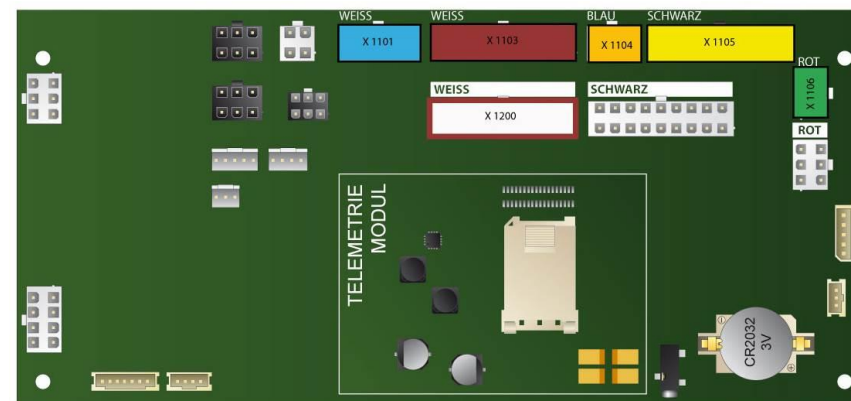 WEISS
WEISS
BLAU
SCHWARZ
X 1101
X 1103
X 1104
X 1105
ROT
X 1106
WEISS
SCHWARZ
X 1200
ROT
TELEMETRIE
MODUL
CR2032
3V